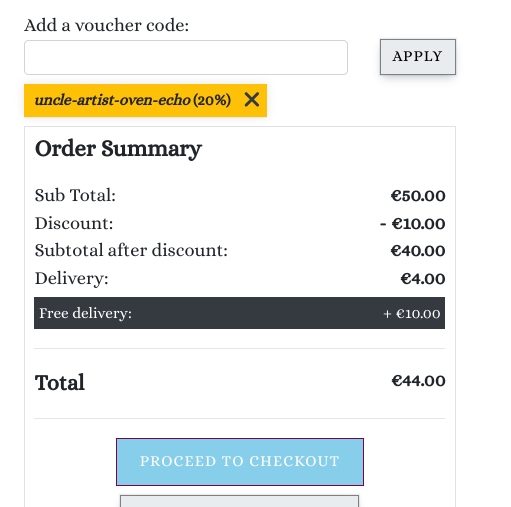 Add a voucher code:
APPLY
uncle-artist-oven-echo (20%) ✕
Order Summary
Sub Total: €50.00
Discount: - €10.00
Subtotal after discount: €40.00
Delivery: €4.00
Free delivery: + €10.00
Total €44.00
PROCEED TO CHECKOUT